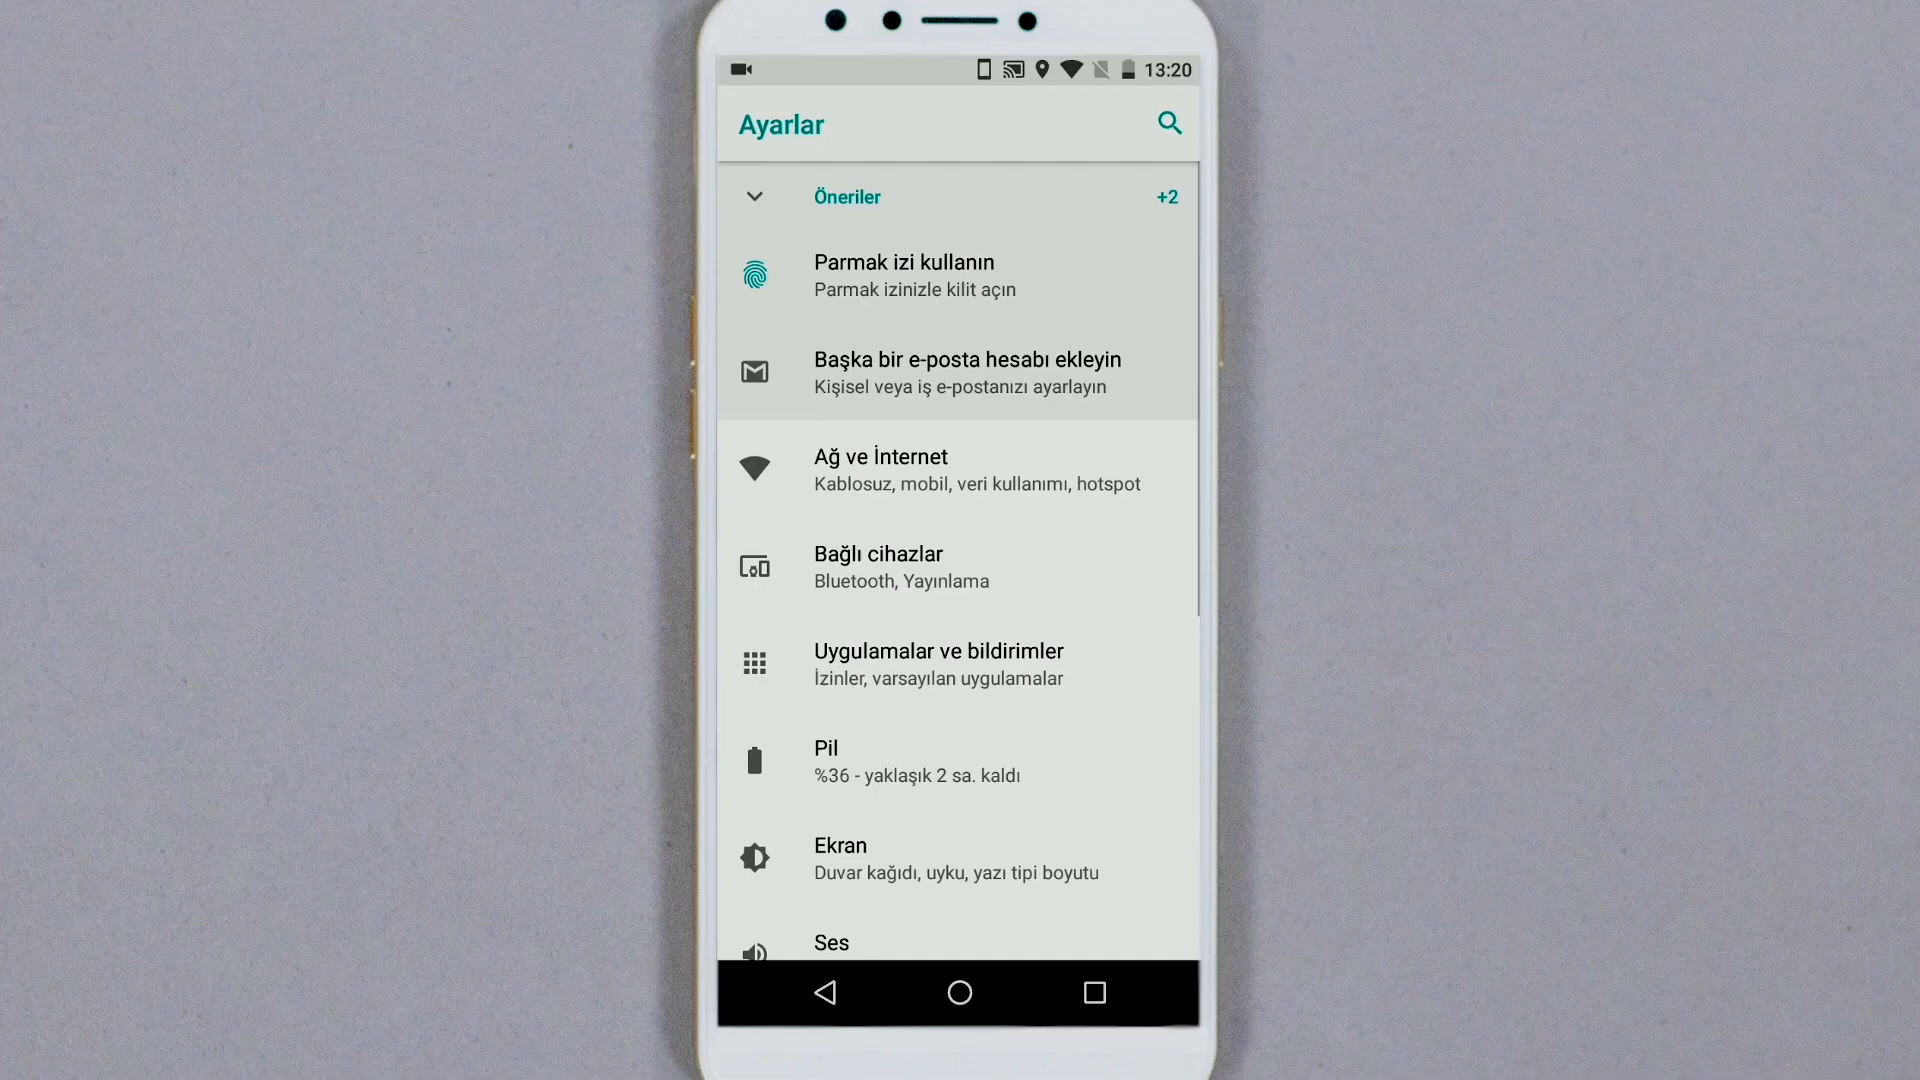 13:20
Ayarlar
Öneriler +2
Parmak izi kullanın
Parmak izinizle kilit açın
Başka bir e-posta hesabı ekleyin
Kişisel veya iş e-postanızı ayarlayın
Ağ ve İnternet
Kablosuz, mobil, veri kullanımı, hotspot
Bağlı cihazlar
Bluetooth, Yayınlama
Uygulamalar ve bildirimler
İzinler, varsayılan uygulamalar
Pil
%36 - yaklaşık 2 sa. kaldı
Ekran
Duvar kağıdı, uyku, yazı tipi boyutu
Ses